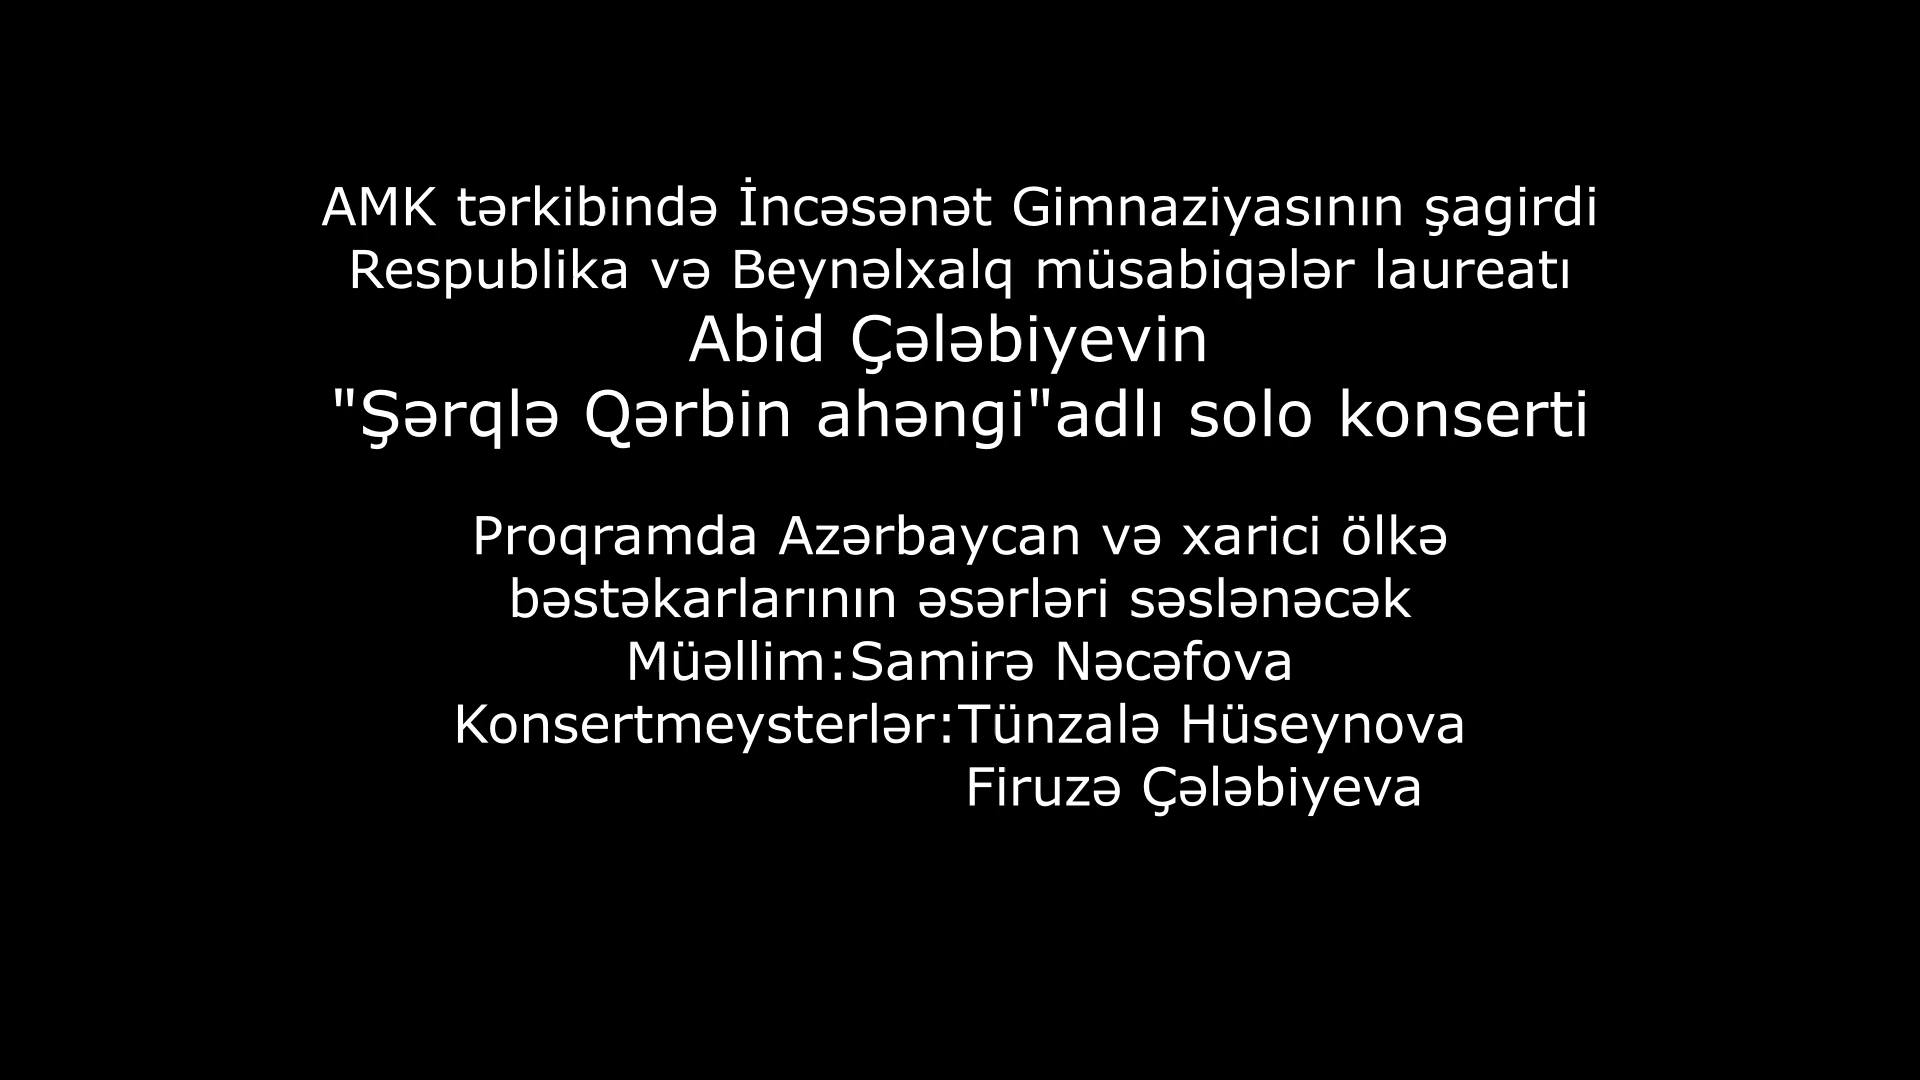 AMK tərkibində İncəsənət Gimnaziyasının şagirdi
Respublika və Beynəlxalq müsabiqələr laureatı
Abid Çələbiyevin
"Şərqlə Qərbin ahəngi"adlı solo konserti
Proqramda Azərbaycan və xarici ölkə
bəstəkarlarının əsərləri səslənəcək
Müəllim:Samirə Nəcəfova
Konsertmeysterlər:Tünzalə Hüseynova
Firuzə Çələbiyeva